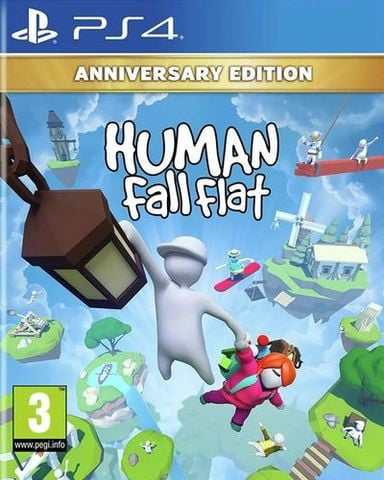 PS4
ANNIVERSARY EDITION
HUMAN
fall flat
3
www.pegi.info